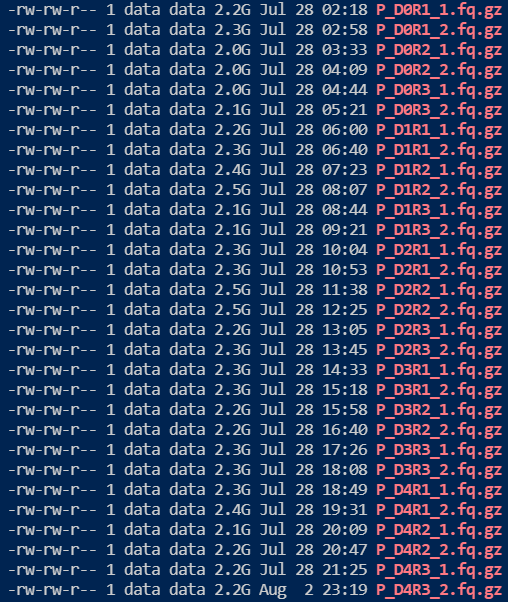 -rw-rw-r-- 1 data data 2.2G Jul 28 02:18 P_D0R1_1.fq.gz
-rw-rw-r-- 1 data data 2.3G Jul 28 02:58 P_D0R1_2.fq.gz
-rw-rw-r-- 1 data data 2.0G Jul 28 03:33 P_D0R2_1.fq.gz
-rw-rw-r-- 1 data data 2.0G Jul 28 04:09 P_D0R2_2.fq.gz
-rw-rw-r-- 1 data data 2.0G Jul 28 04:44 P_D0R3_1.fq.gz
-rw-rw-r-- 1 data data 2.1G Jul 28 05:21 P_D0R3_2.fq.gz
-rw-rw-r-- 1 data data 2.2G Jul 28 06:00 P_D1R1_1.fq.gz
-rw-rw-r-- 1 data data 2.3G Jul 28 06:40 P_D1R1_2.fq.gz
-rw-rw-r-- 1 data data 2.4G Jul 28 07:23 P_D1R2_1.fq.gz
-rw-rw-r-- 1 data data 2.5G Jul 28 08:07 P_D1R2_2.fq.gz
-rw-rw-r-- 1 data data 2.1G Jul 28 08:44 P_D1R3_1.fq.gz
-rw-rw-r-- 1 data data 2.1G Jul 28 09:21 P_D1R3_2.fq.gz
-rw-rw-r-- 1 data data 2.3G Jul 28 10:04 P_D2R1_1.fq.gz
-rw-rw-r-- 1 data data 2.3G Jul 28 10:53 P_D2R1_2.fq.gz
-rw-rw-r-- 1 data data 2.5G Jul 28 11:38 P_D2R2_1.fq.gz
-rw-rw-r-- 1 data data 2.5G Jul 28 12:25 P_D2R2_2.fq.gz
-rw-rw-r-- 1 data data 2.2G Jul 28 13:05 P_D2R3_1.fq.gz
-rw-rw-r-- 1 data data 2.3G Jul 28 13:45 P_D2R3_2.fq.gz
-rw-rw-r-- 1 data data 2.3G Jul 28 14:33 P_D3R1_1.fq.gz
-rw-rw-r-- 1 data data 2.3G Jul 28 15:18 P_D3R1_2.fq.gz
-rw-rw-r-- 1 data data 2.2G Jul 28 15:58 P_D3R2_1.fq.gz
-rw-rw-r-- 1 data data 2.2G Jul 28 16:40 P_D3R2_2.fq.gz
-rw-rw-r-- 1 data data 2.3G Jul 28 17:26 P_D3R3_1.fq.gz
-rw-rw-r-- 1 data data 2.3G Jul 28 18:08 P_D3R3_2.fq.gz
-rw-rw-r-- 1 data data 2.3G Jul 28 18:49 P_D4R1_1.fq.gz
-rw-rw-r-- 1 data data 2.4G Jul 28 19:31 P_D4R1_2.fq.gz
-rw-rw-r-- 1 data data 2.1G Jul 28 20:09 P_D4R2_1.fq.gz
-rw-rw-r-- 1 data data 2.2G Jul 28 20:47 P_D4R2_2.fq.gz
-rw-rw-r-- 1 data data 2.2G Jul 28 21:25 P_D4R3_1.fq.gz
-rw-rw-r-- 1 data data 2.2G Aug  2 23:19 P_D4R3_2.fq.gz